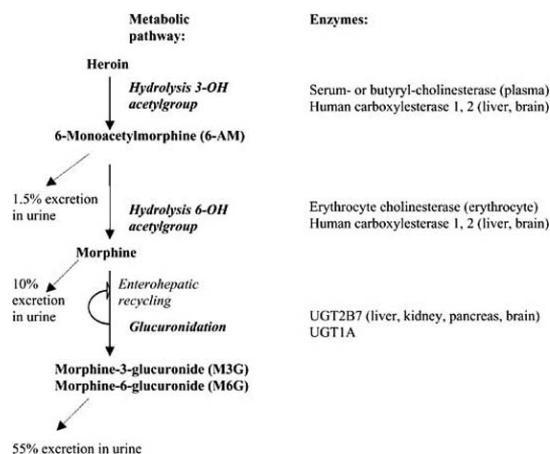 Metabolic
pathway:
Enzymes:
Heroin
Hydrolysis 3-OH
acetylgroup
Serum- or butyryl-cholinesterase (plasma)
Human carboxylesterase 1, 2 (liver, brain)
6-Monoacetylmorphine (6-AM)
1.5% excretion
in urine
Hydrolysis 6-OH
acetylgroup
Erythrocyte cholinesterase (erythrocyte)
Human carboxylesterase 1, 2 (liver, brain)
Morphine
10%
excretion
in urine
Enterohepatic
recycling
Glucuronidation
UGT2B7 (liver, kidney, pancreas, brain)
UGT1A
Morphine-3-glucuronide (M3G)
Morphine-6-glucuronide (M6G)
55% excretion in urine